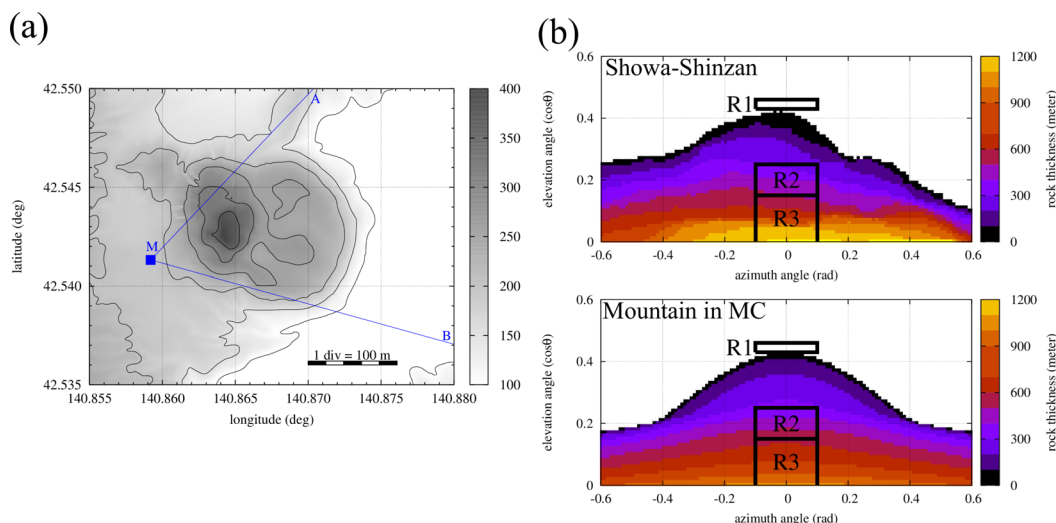 (a)
42.550
42.545
42.540
42.535
latitude (deg)
A
M
B
1 div = 100 m
140.855
140.860
140.865
140.870
140.875
140.880
longitude (deg)
400
350
300
250
200
150
100
(b)
Showa-Shinzan
R1
R2
R3
0.6
0.4
0.2
0
elevation angle (cosθ)
-0.6
-0.4
-0.2
0
0.2
0.4
0.6
azimuth angle (rad)
1200
900
600
300
0
rock thickness (meter)
Mountain in MC
R1
R2
R3
0.6
0.4
0.2
0
elevation angle (cosθ)
-0.6
-0.4
-0.2
0
0.2
0.4
0.6
azimuth angle (rad)
1200
900
600
300
0
rock thickness (meter)